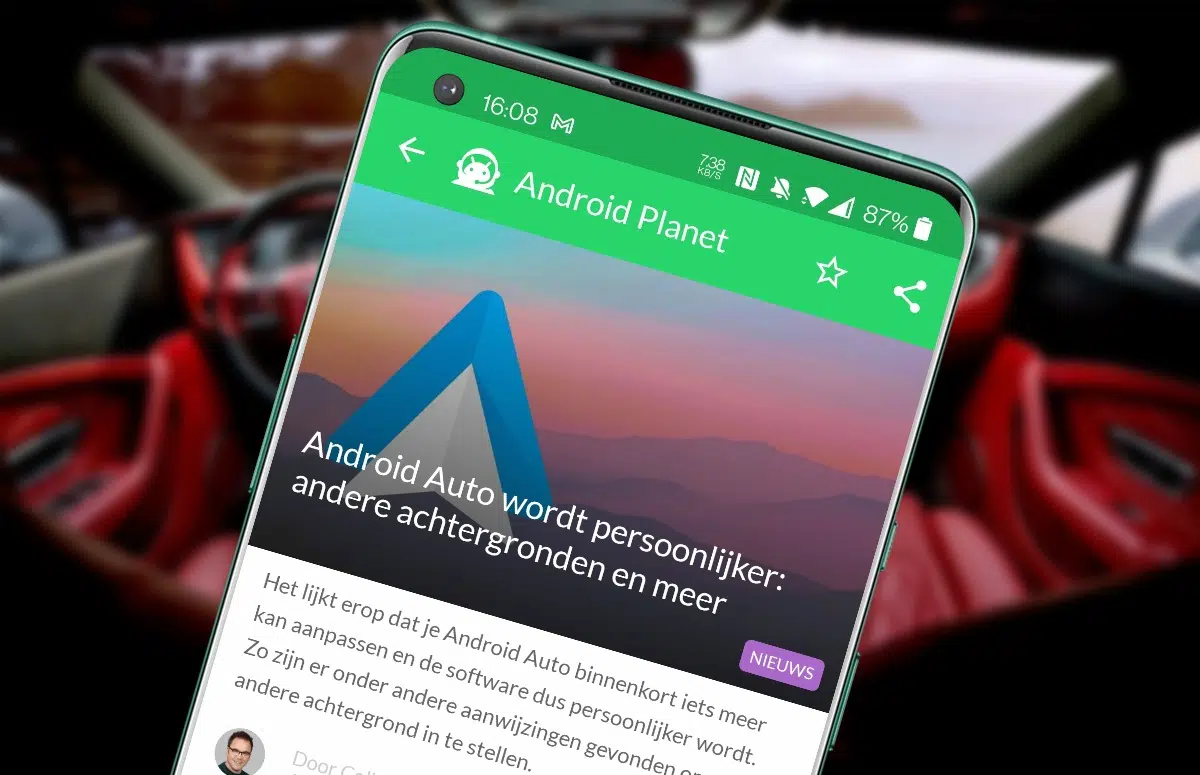 16:08
7.38
KB/S
87%
Android Planet
Android Auto wordt persoonlijker:
andere achtergronden en meer
NIEUWS
Het lijkt erop dat je Android Auto binnenkort iets meer
kan aanpassen en de software dus persoonlijker wordt.
Zo zijn er onder andere aanwijzingen gevonden
andere achtergrond in te stellen.
Door